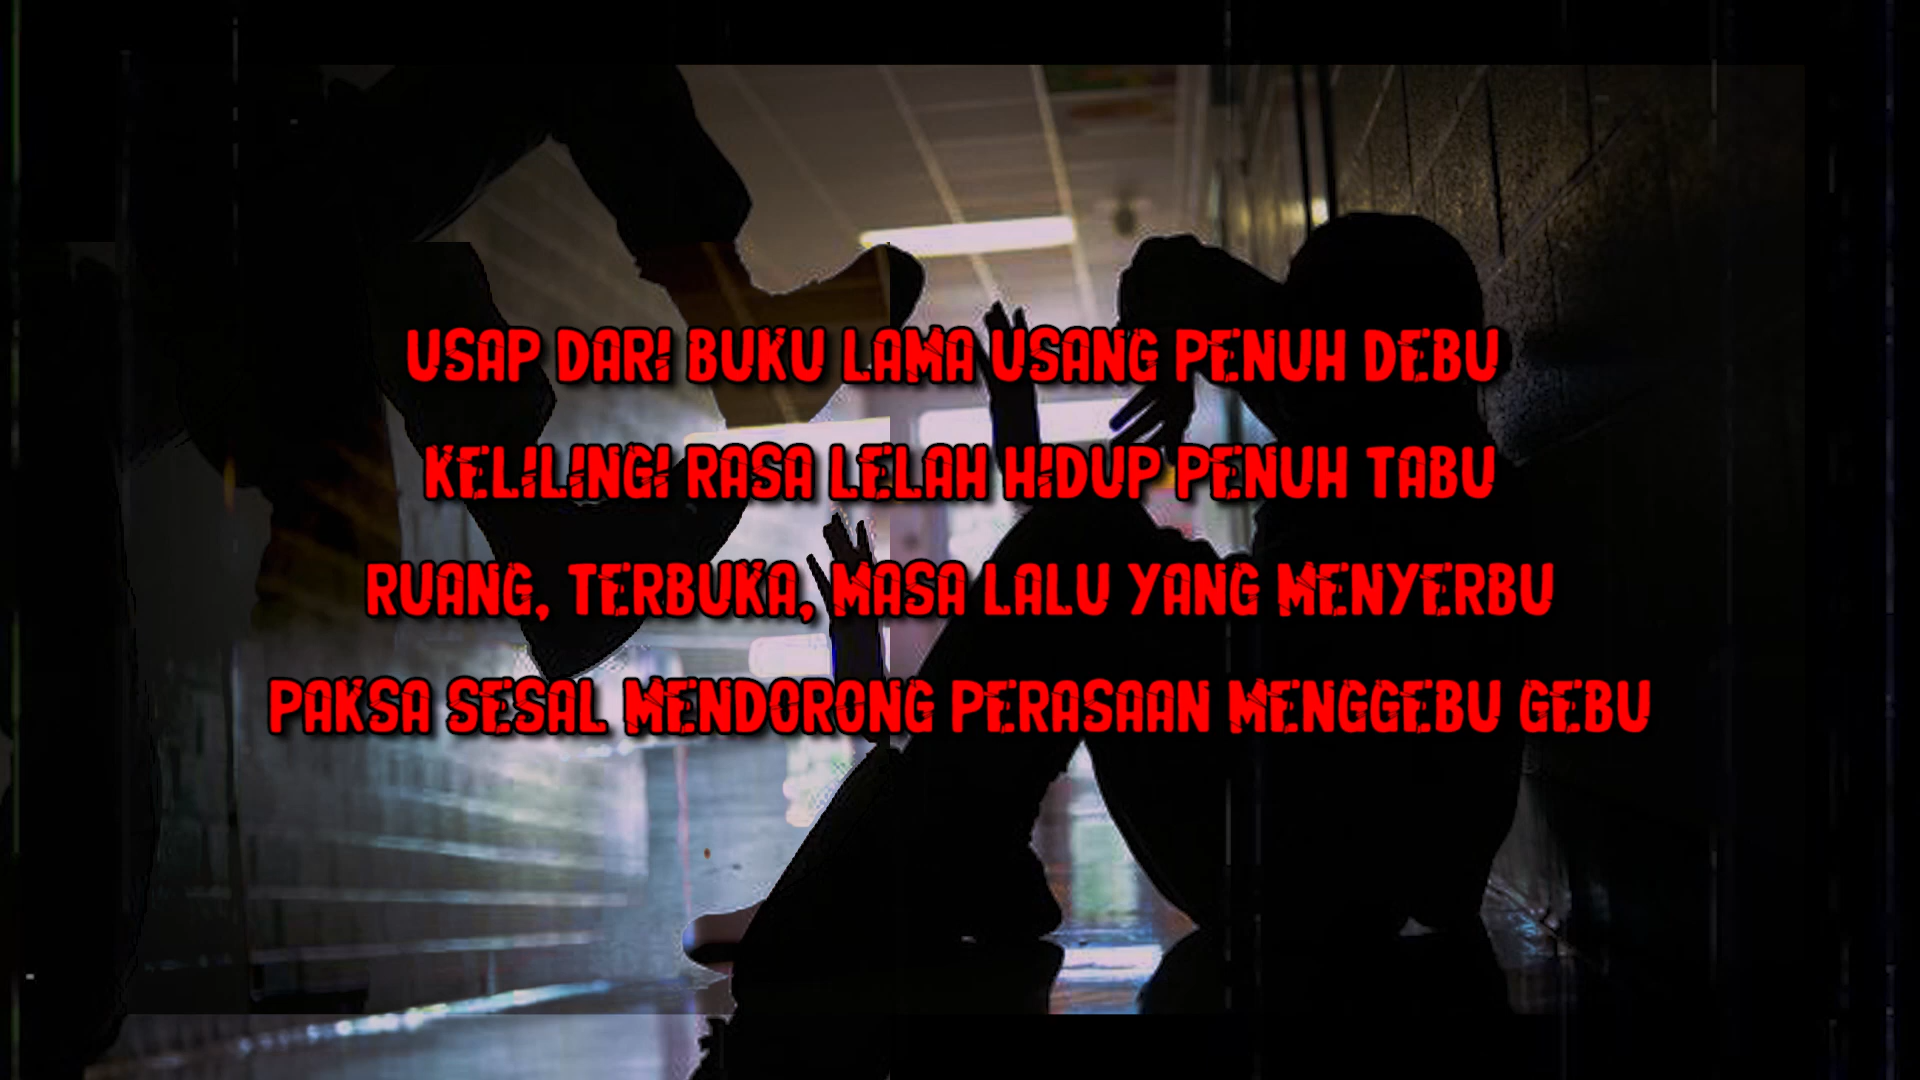 USAP DARI BUKU LAMA USANG PENUH DEBU
KELILINGI RASA LELAH HIDUP PENUH TABU
RUANG, TERBUKA, MASA LALU YANG MENYERBU
PAKSA SESAL MENDORONG PERASAAN MENGGEBU GEBU